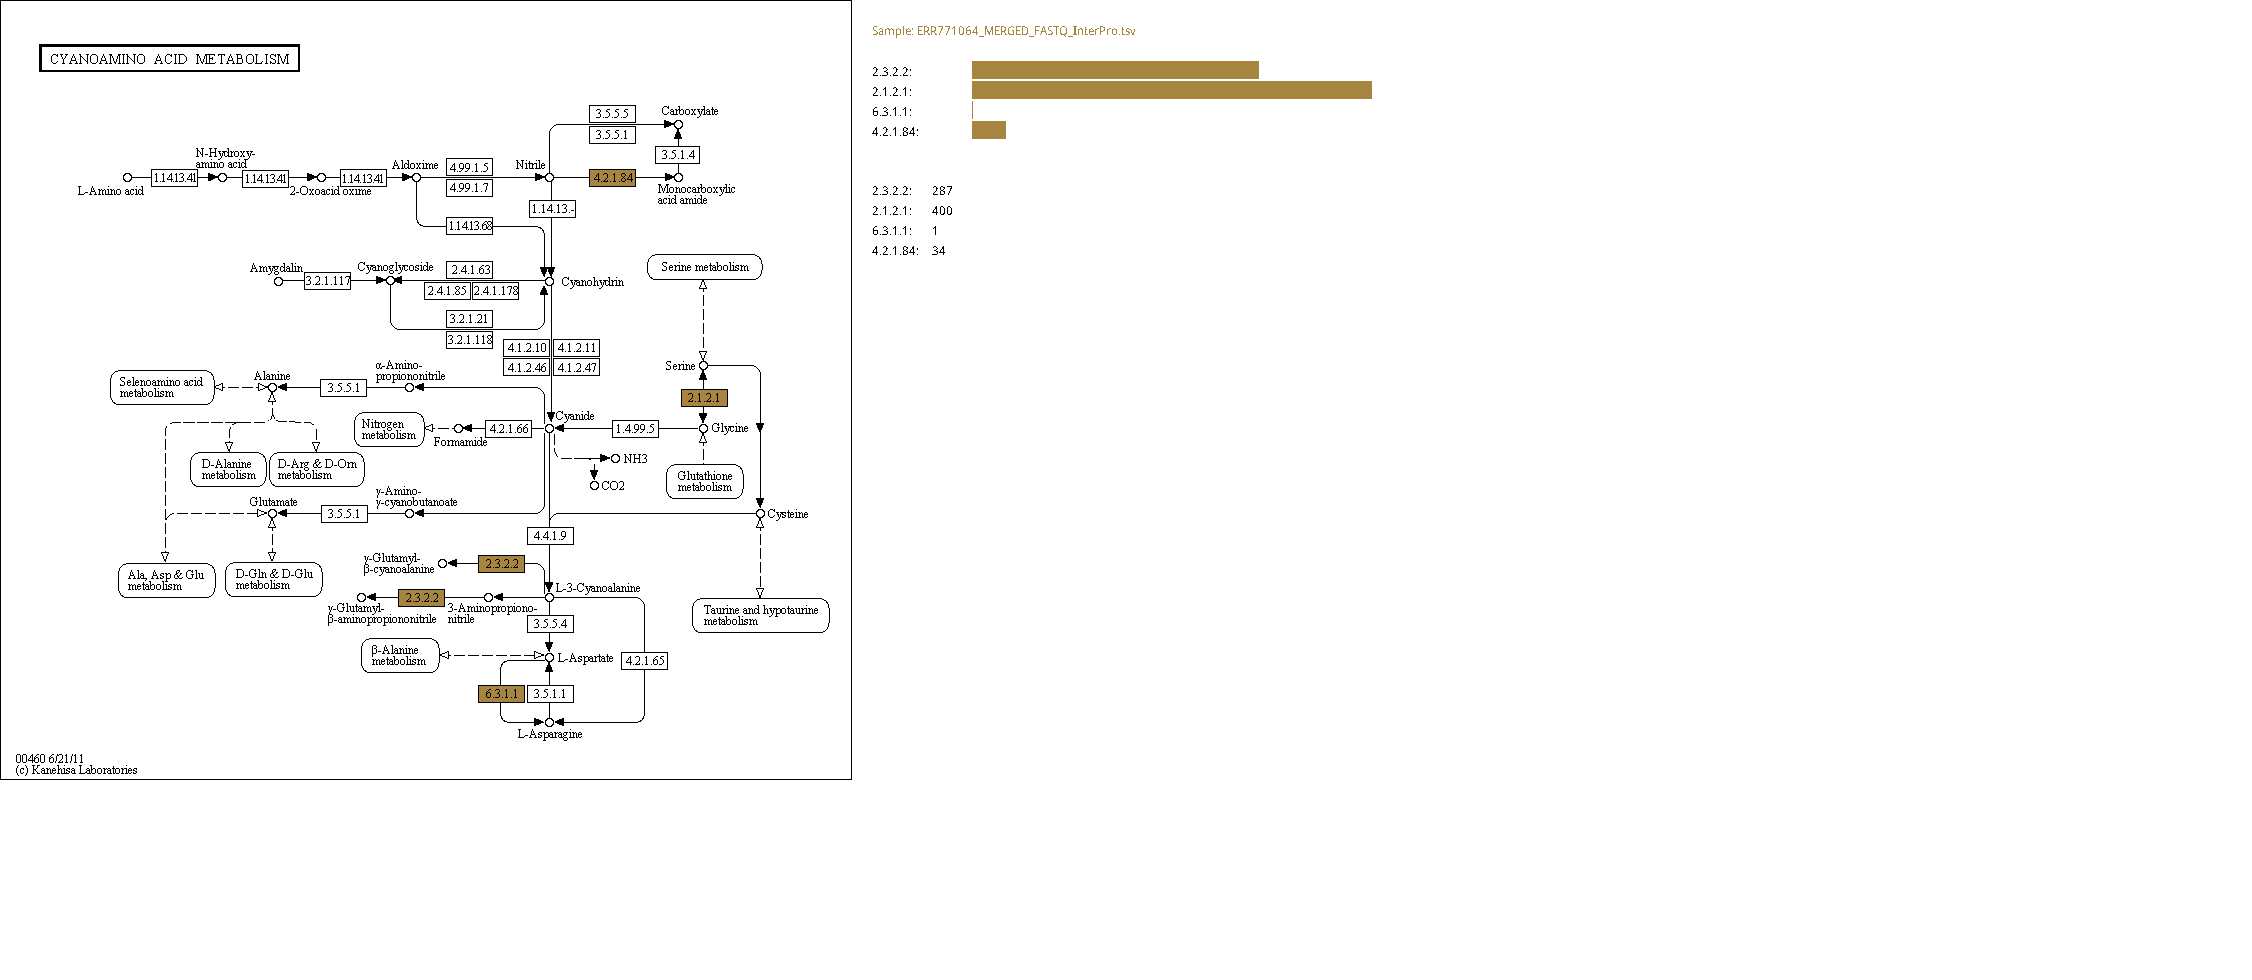 CYANOAMINO ACID METABOLISM
3.5.5.5
Carboxylate
3.5.5.1
N-Hydroxy-
amino acid
Aldoxime
4.99.1.5
Nitrile
3.5.1.4
1.14.13.41
1.14.13.41
1.14.13.41
4.2.1.84
L-Amino acid
2-Oxoacid oxime
4.99.1.7
Monocarboxylic
acid amide
1.14.13.-
1.14.13.68
Amygdalin
Cyanoglycoside
2.4.1.63
Serine metabolism
3.2.1.117
Cyanohydrin
2.4.1.85
2.4.1.178
3.2.1.21
3.2.1.118
4.1.2.10
4.1.2.11
4.1.2.46
4.1.2.47
Serine
Selenoamino acid
metabolism
Alanine
3.5.5.1
α-Amino-
propiononitrile
2.1.2.1
Cyanide
Nitrogen
metabolism
Formamide
4.2.1.66
1.4.99.5
Glycine
D-Alanine
metabolism
D-Arg & D-Orn
metabolism
NH3
CO2
Glutathione
metabolism
Glutamate
3.5.5.1
γ-Amino-
γ-cyanobutanoate
Cysteine
4.4.1.9
γ-Glutamyl-
β-cyanoalanine
2.3.2.2
Ala, Asp & Glu
metabolism
D-Gln & D-Glu
metabolism
L-3-Cyanoalanine
2.3.2.2
γ-Glutamyl-
β-aminopropiononitrile
3-Aminopropiono-
nitrile
Taurine and hypotaurine
metabolism
3.5.5.4
β-Alanine
metabolism
L-Aspartate
4.2.1.65
6.3.1.1
3.5.1.1
L-Asparagine
00460 6/21/11
(c) Kanehisa Laboratories
Sample: ERR771064_MERGED_FASTQ_InterPro.tsv
2.3.2.2:
2.1.2.1:
6.3.1.1:
4.2.1.84:
2.3.2.2: 287
2.1.2.1: 400
6.3.1.1: 1
4.2.1.84: 34